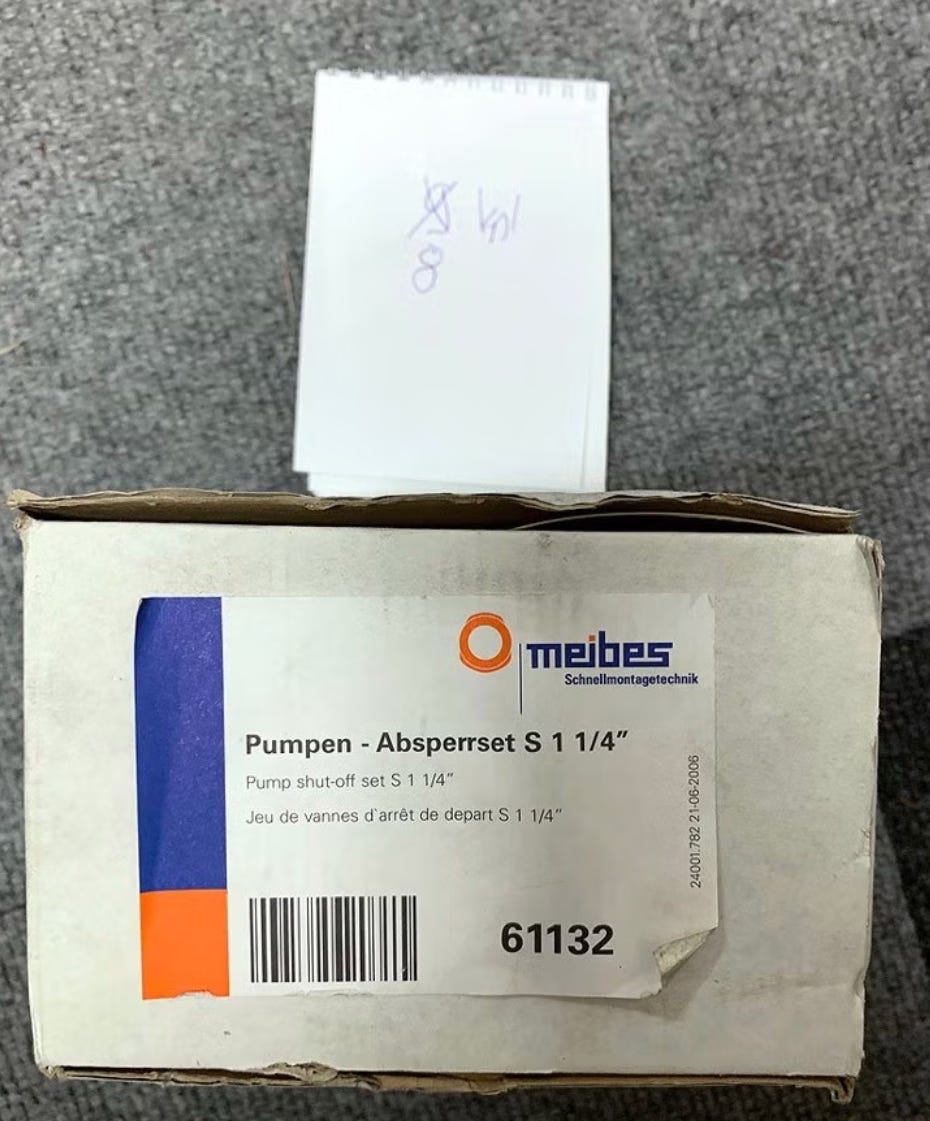 8
meibes
Schnellmontagetechnik
Pumpen - Absperrset S 1 1/4”
Pump shut-off set S 1 1/4”
Jeu de vannes d`arrêt de depart S 1 1/4”
24001.782 21-06-2006
61132